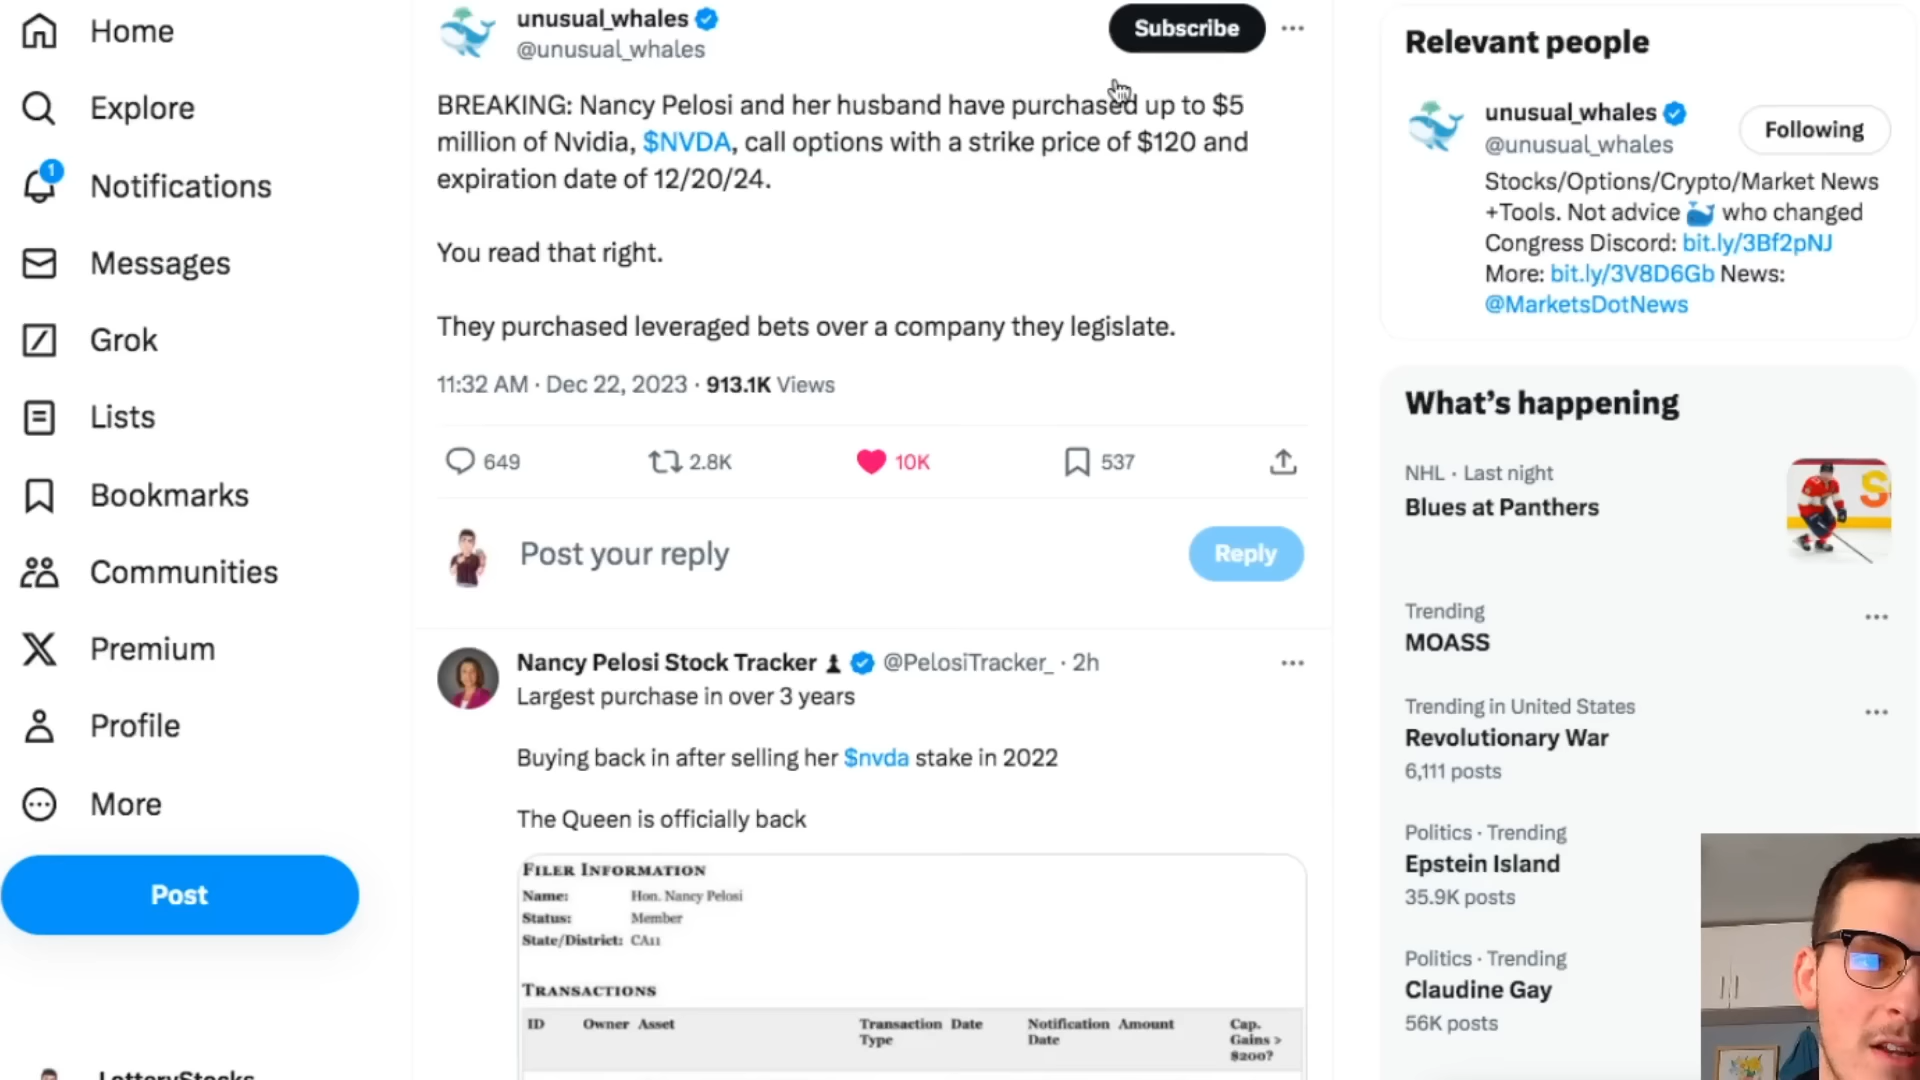 Home
Explore
1
Notifications
Messages
Grok
Lists
Bookmarks
Communities
Premium
Profile
More
Post
LotteryStocks
unusual_whales
@unusual_whales
Subscribe
BREAKING: Nancy Pelosi and her husband have purchased up to $5
million of Nvidia, $NVDA, call options with a strike price of $120 and
expiration date of 12/20/24.
You read that right.
They purchased leveraged bets over a company they legislate.
11:32 AM · Dec 22, 2023 · 913.1K Views
649 2.8K 10K 537
Post your reply
Reply
Nancy Pelosi Stock Tracker @PelosiTracker_ · 2h
Largest purchase in over 3 years
Buying back in after selling her $nvda stake in 2022
The Queen is officially back
FILER INFORMATION
Name: Hon. Nancy Pelosi
Status: Member
State/District: CA11
TRANSACTIONS
ID Owner Asset Transaction Type Date Notification Date Amount Cap. Gains > $200?
Relevant people
unusual_whales
@unusual_whales
Following
Stocks/Options/Crypto/Market News
+Tools. Not advice 🐳 who changed
Congress Discord: bit.ly/3Bf2pNJ
More: bit.ly/3V8D6Gb News:
@MarketsDotNews
What's happening
NHL · Last night
Blues at Panthers
Trending
MOASS
Trending in United States
Revolutionary War
6,111 posts
Politics · Trending
Epstein Island
35.9K posts
Politics · Trending
Claudine Gay
56K posts